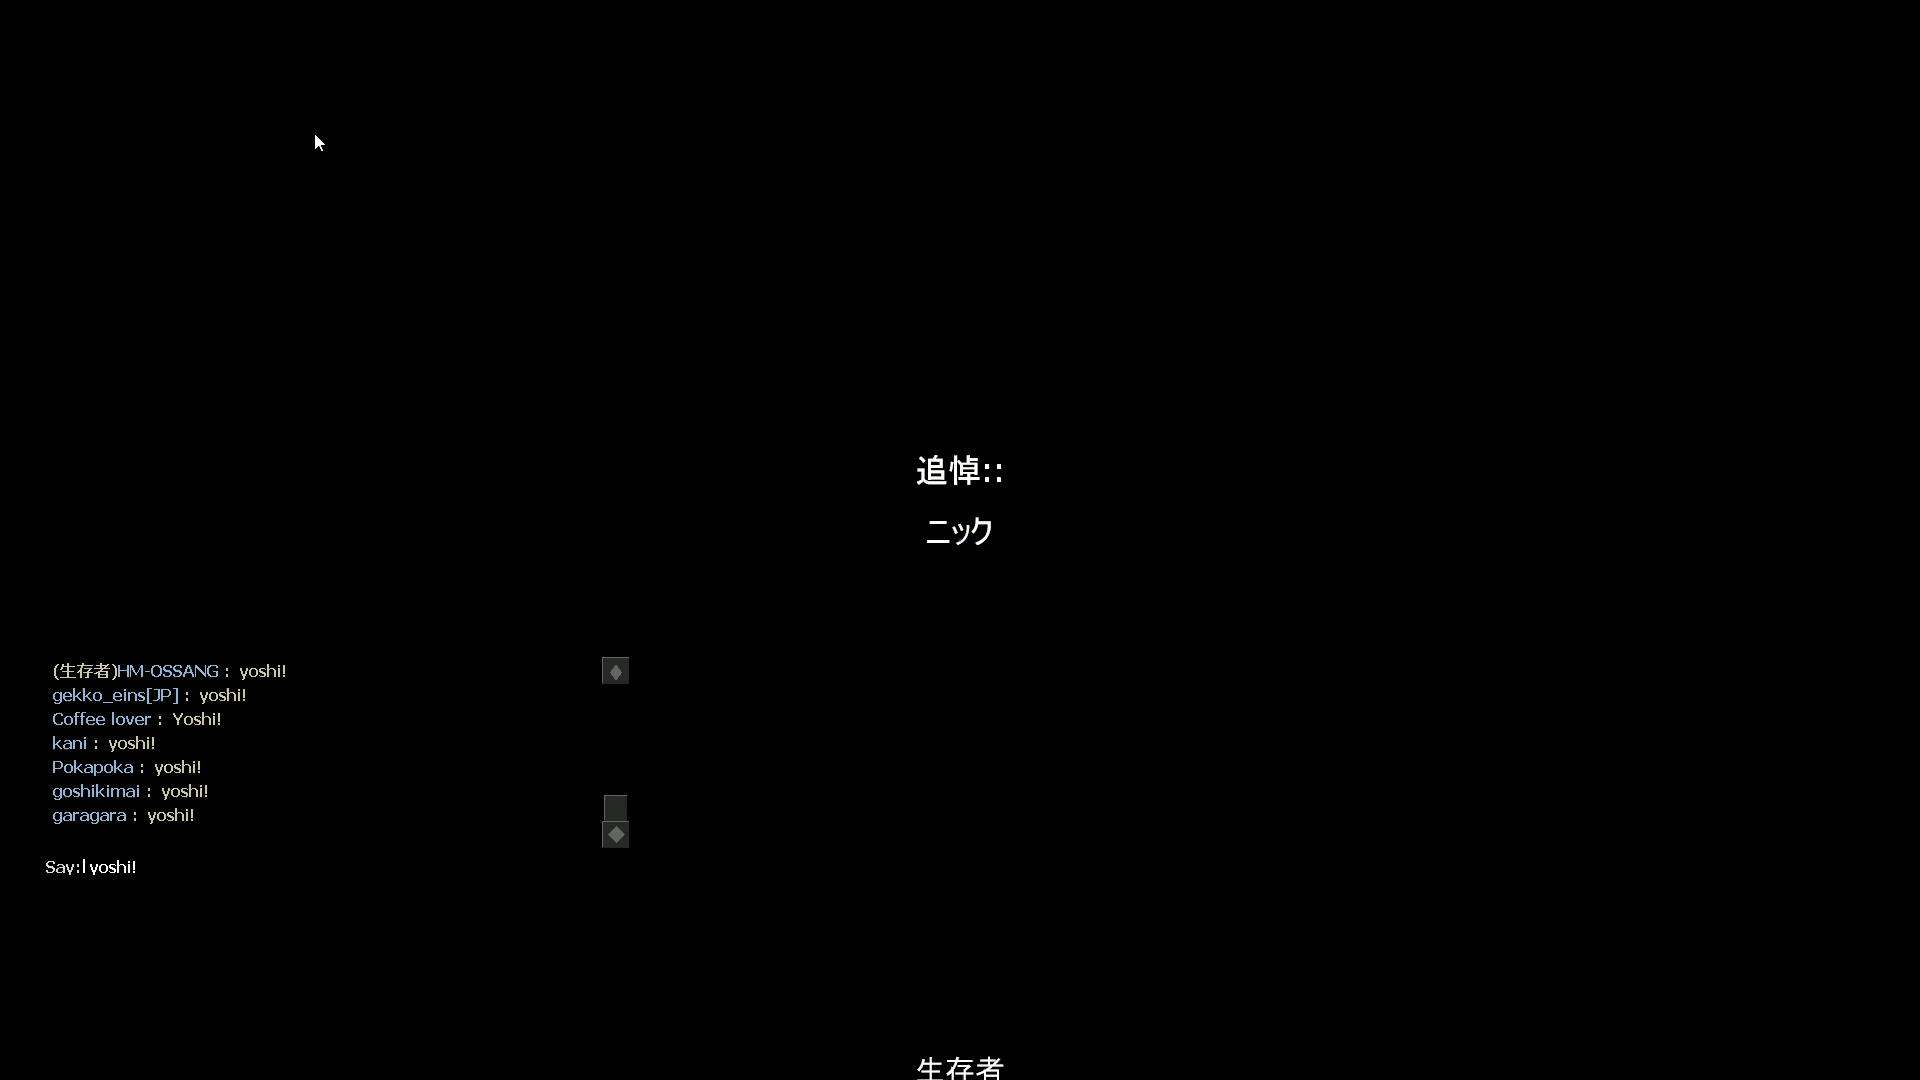 追悼::
ニック
(生存者)HM-OSSANG : yoshi!
gekko_eins[JP] : yoshi!
Coffee lover : Yoshi!
kani : yoshi!
Pokapoka : yoshi!
goshikimai : yoshi!
garagara : yoshi!
Say:yoshi!
生存者